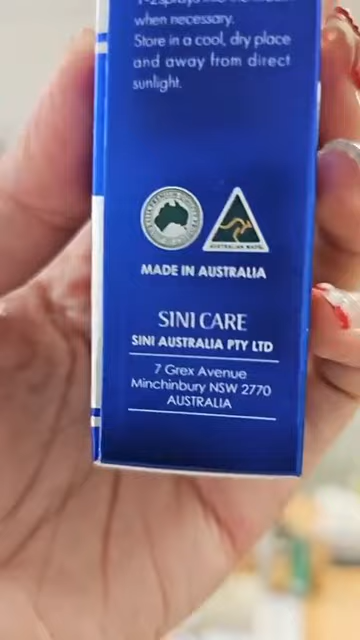 when necessary.
Store in a cool, dry place
and away from direct
sunlight.
AUSTRALIAN MADE
MADE IN AUSTRALIA
SINI CARE
SINI AUSTRALIA PTY LTD
7 Grex Avenue
Minchinbury NSW 2770
AUSTRALIA